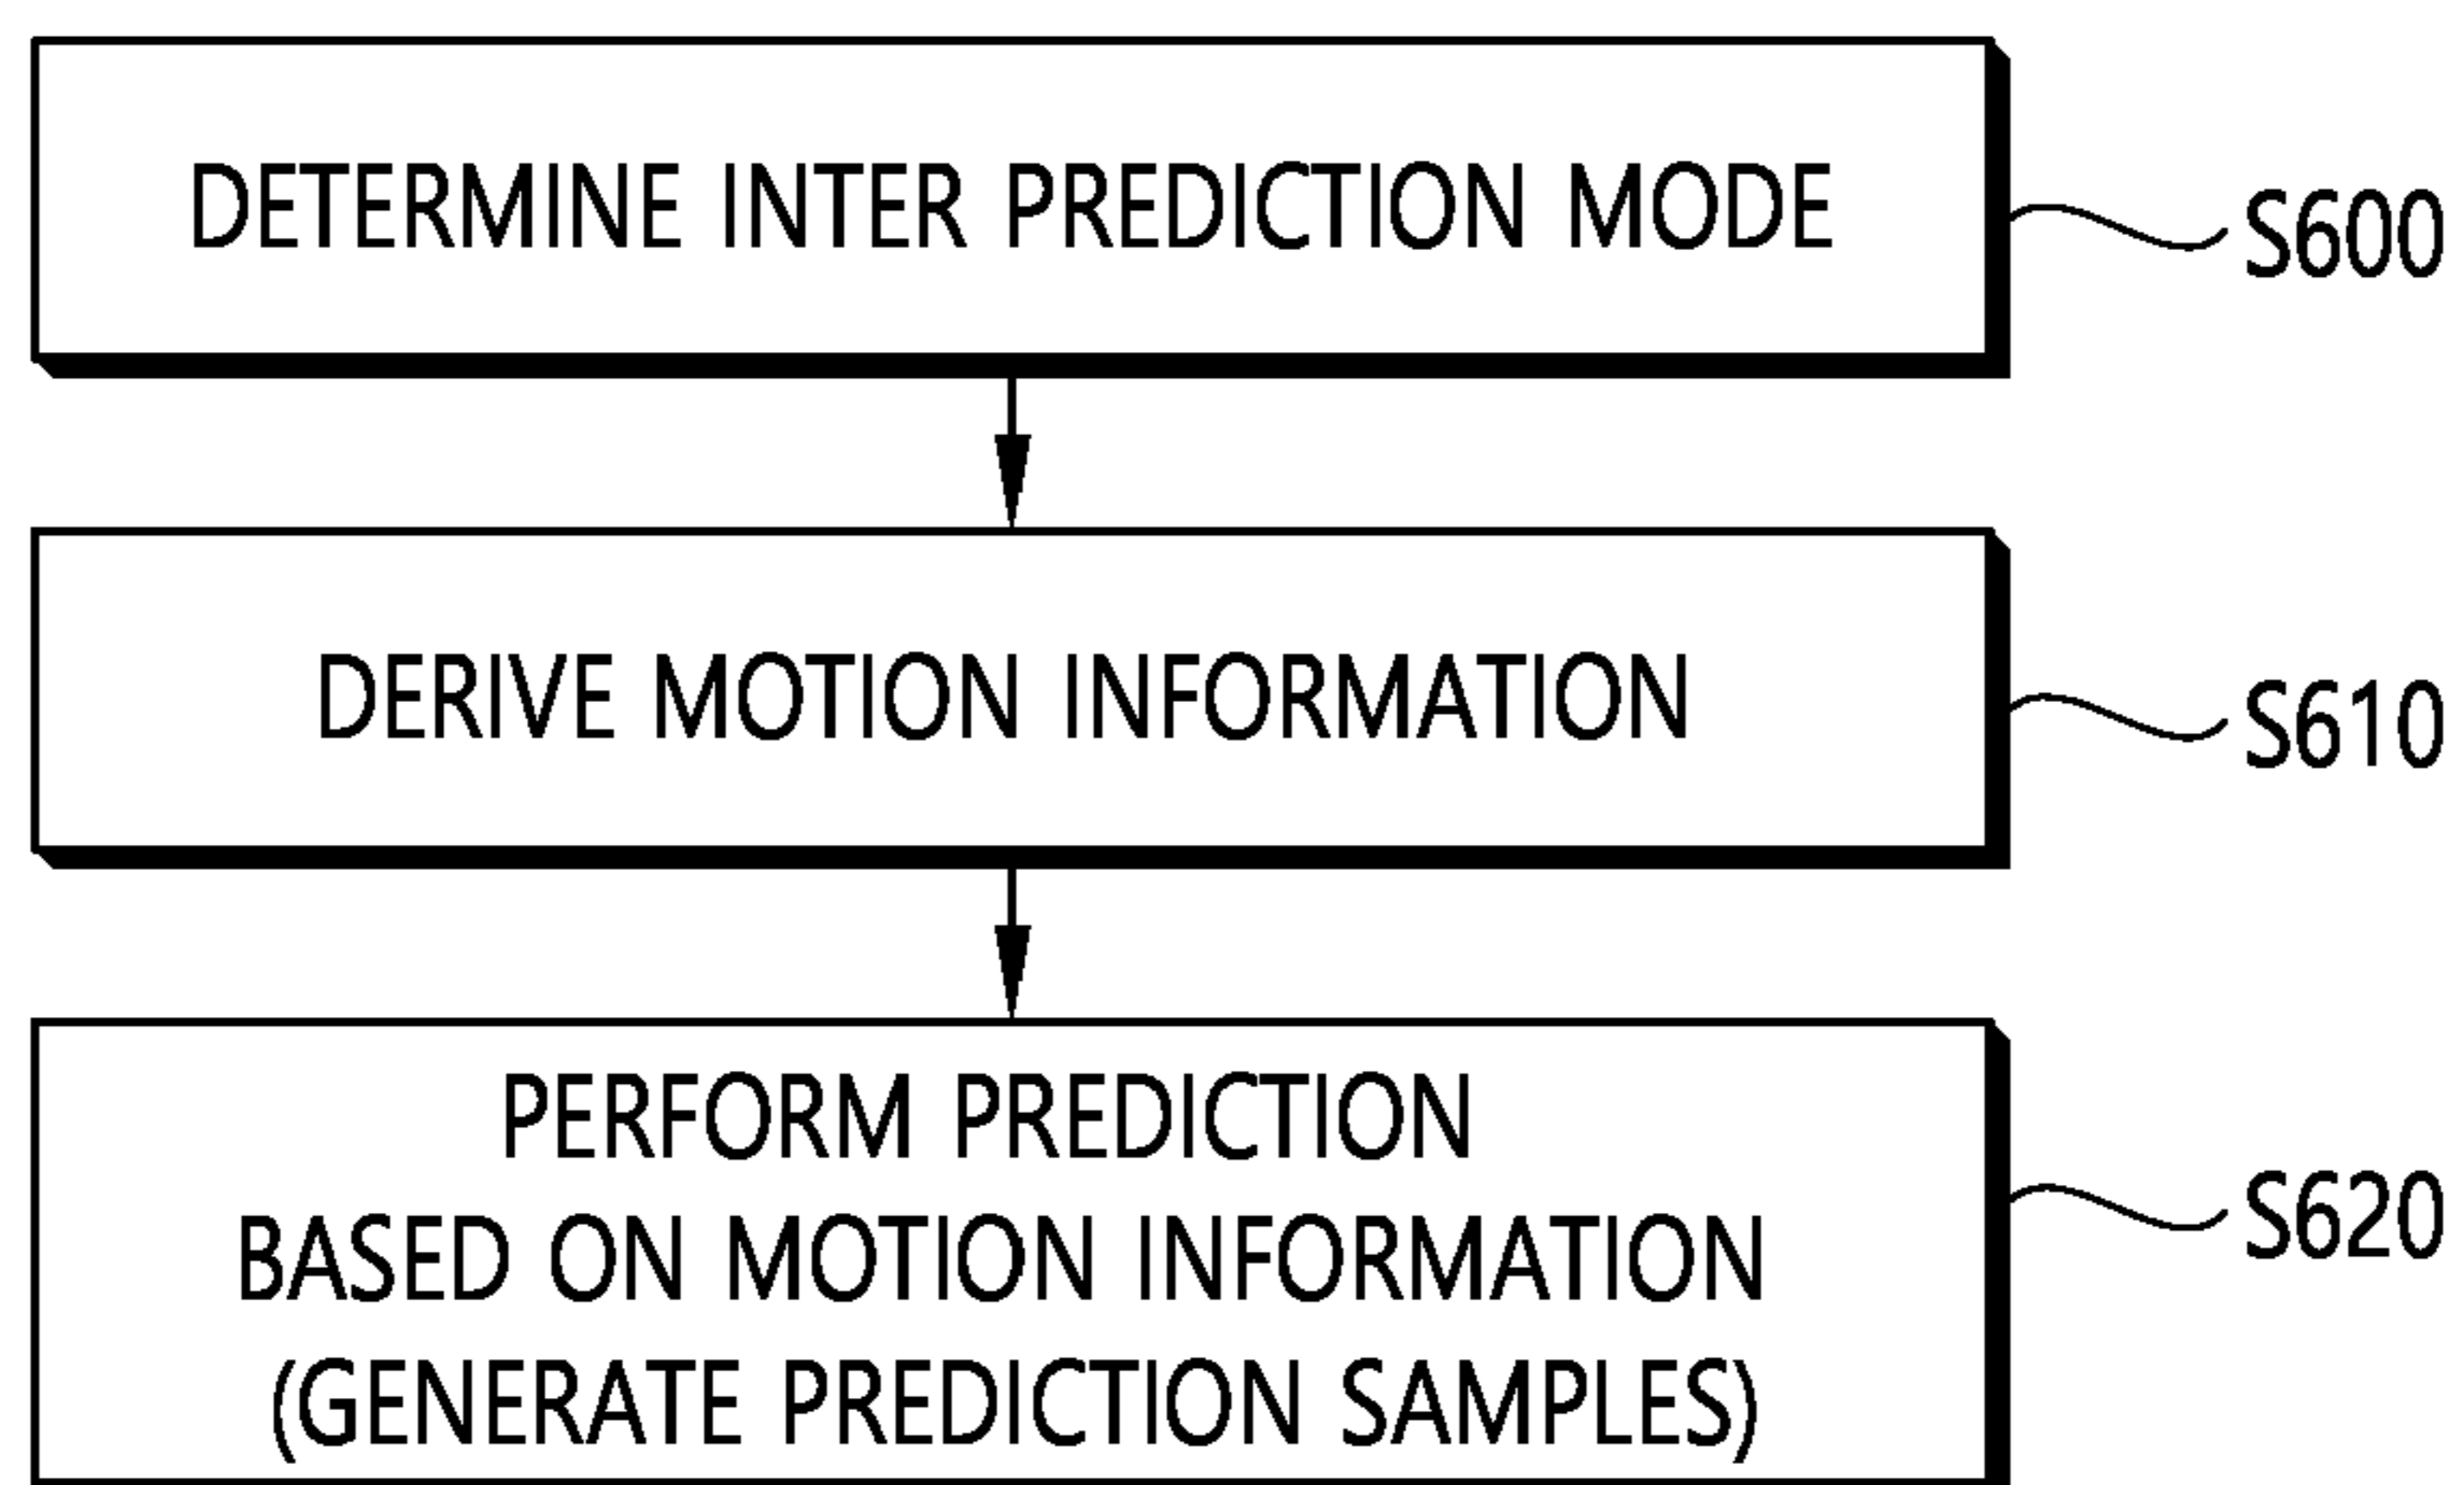 DETERMINE INTER PREDICTION MODE
S600
DERIVE MOTION INFORMATION
S610
PERFORM PREDICTION
BASED ON MOTION INFORMATION
(GENERATE PREDICTION SAMPLES)
S620